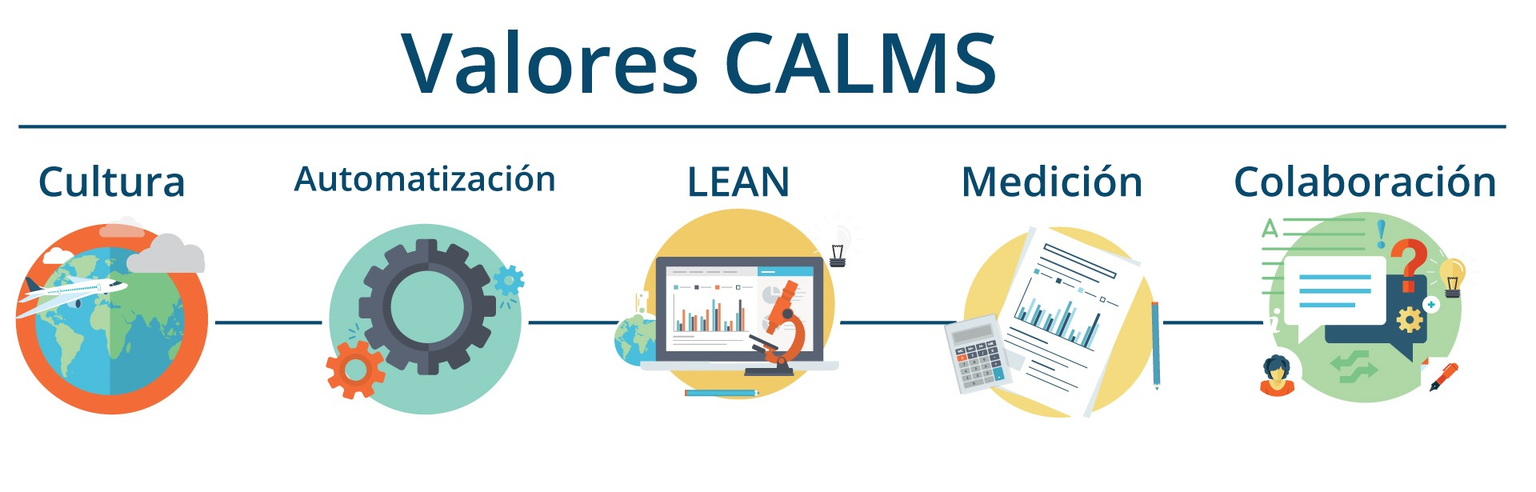 Valores CALMS
Cultura
Automatización
LEAN
Medición
Colaboración
A